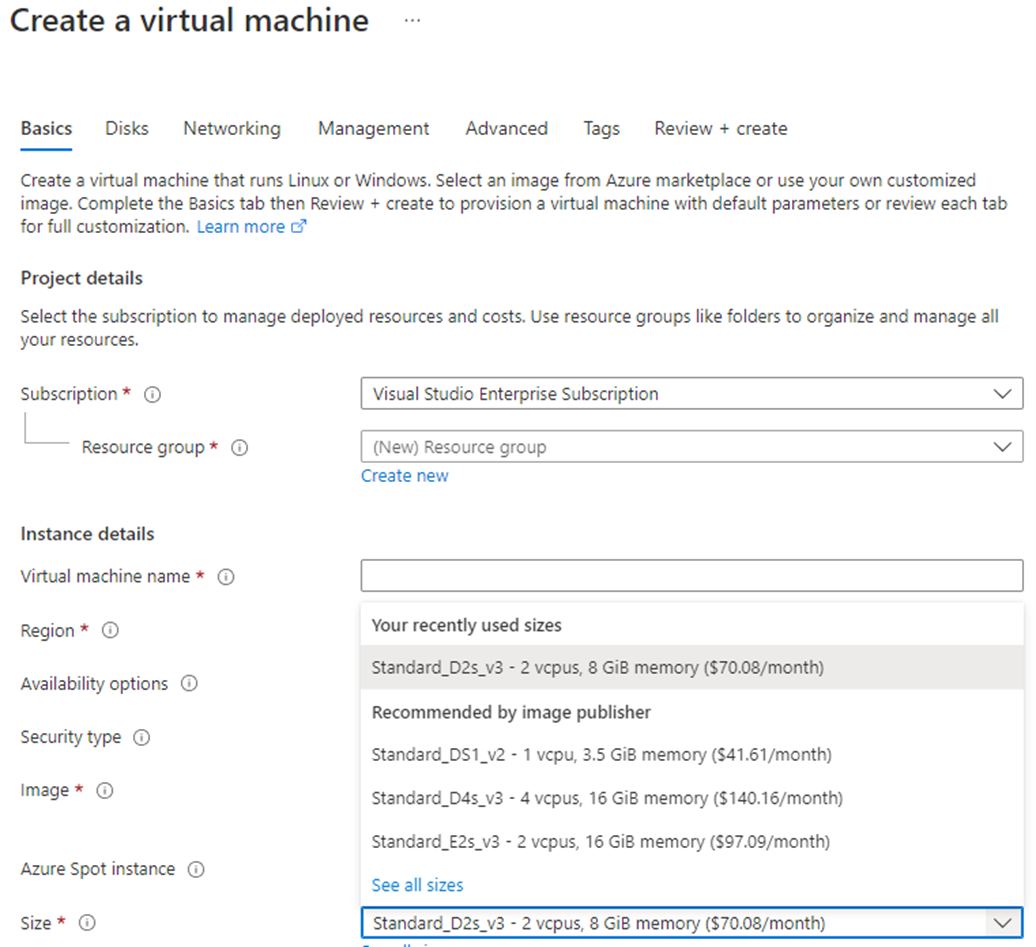 Create a virtual machine ...
Basics Disks Networking Management Advanced Tags Review + create
Create a virtual machine that runs Linux or Windows. Select an image from Azure marketplace or use your own customized
image. Complete the Basics tab then Review + create to provision a virtual machine with default parameters or review each tab
for full customization. Learn more
Project details
Select the subscription to manage deployed resources and costs. Use resource groups like folders to organize and manage all
your resources.
Subscription * Visual Studio Enterprise Subscription
Resource group * (New) Resource group
Create new
Instance details
Virtual machine name *
Your recently used sizes
Region *
Standard_D2s_v3 - 2 vcpus, 8 GiB memory ($70.08/month)
Availability options
Recommended by image publisher
Security type
Standard_DS1_v2 - 1 vcpu, 3.5 GiB memory ($41.61/month)
Image *
Standard_D4s_v3 - 4 vcpus, 16 GiB memory ($140.16/month)
Standard_E2s_v3 - 2 vcpus, 16 GiB memory ($97.09/month)
Azure Spot instance
See all sizes
Size * Standard_D2s_v3 - 2 vcpus, 8 GiB memory ($70.08/month)